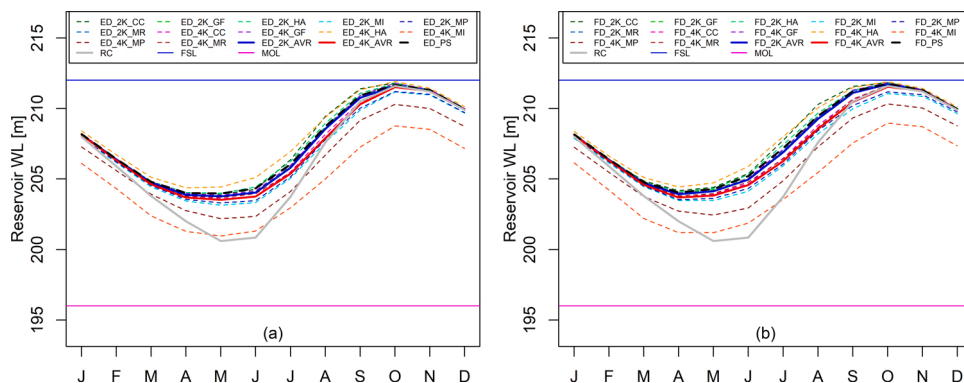 ED_2K_CC ED_2K_GF ED_2K_HA ED_2K_MI ED_2K_MP
ED_2K_MR ED_4K_CC ED_4K_GF ED_4K_HA ED_4K_MI
ED_4K_MP ED_4K_MR ED_2K_AVR ED_4K_AVR ED_PS
RC FSL MOL
215
210
205
200
195
Reservoir WL [m]
(a)
J F M A M J J A S O N D
FD_2K_CC FD_2K_GF FD_2K_HA FD_2K_MI FD_2K_MP
FD_2K_MR FD_4K_CC FD_4K_GF FD_4K_HA FD_4K_MI
FD_4K_MP FD_4K_MR FD_2K_AVR FD_4K_AVR FD_PS
RC FSL MOL
215
210
205
200
195
Reservoir WL [m]
(b)
J F M A M J J A S O N D